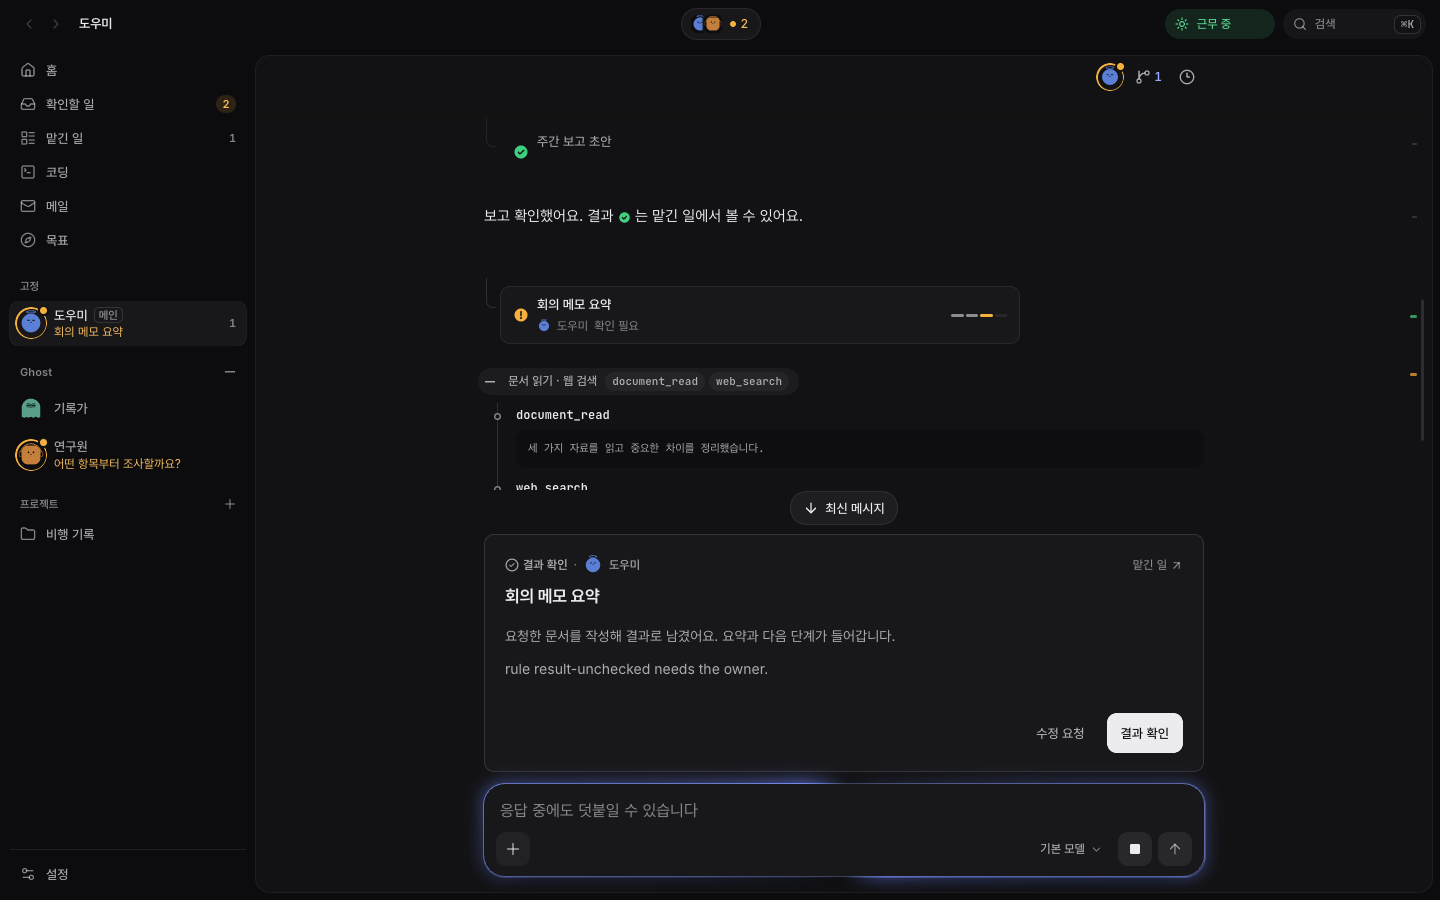 도우미
2
근무 중
검색
⌘K
홈
확인할 일
2
맡긴 일
1
코딩
메일
목표
고정
도우미
메인
회의 메모 요약
1
Ghost
기록가
연구원
어떤 항목부터 조사할까요?
프로젝트
비행 기록
설정
1
주간 보고 초안
보고 확인했어요. 결과 는 맡긴 일에서 볼 수 있어요.
회의 메모 요약
도우미 확인 필요
문서 읽기 · 웹 검색 document_read web_search
document_read
세 가지 자료를 읽고 중요한 차이를 정리했습니다.
web_search
최신 메시지
결과 확인 · 도우미
맡긴 일
회의 메모 요약
요청한 문서를 작성해 결과로 남겼어요. 요약과 다음 단계가 들어갑니다.
rule result-unchecked needs the owner.
수정 요청
결과 확인
응답 중에도 덧붙일 수 있습니다
기본 모델